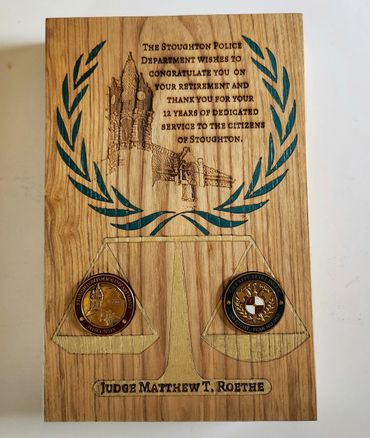 The Stoughton Police
Department wishes to
congratulate you on
your retirement and
thank you for your
12 years of dedicated
service to the citizens
of Stoughton.
Judge Matthew T. Roethe